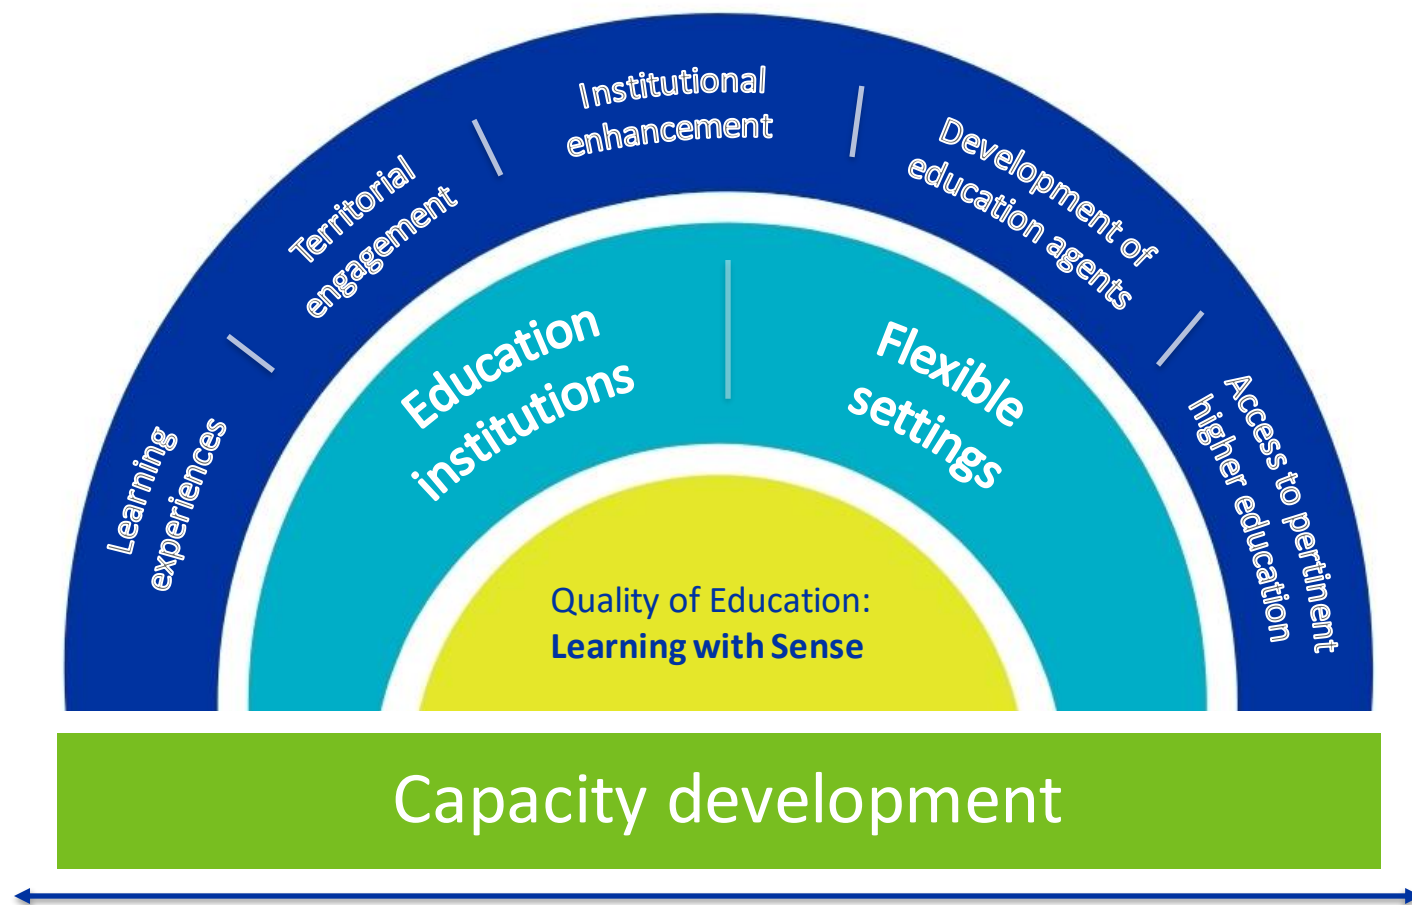 Learning
experiences
Territorial
engagement
Institutional
enhancement
Development of
education agents
Access to pertinent
higher education
Education
institutions
Flexible
settings
Quality of Education:
Learning with Sense
Capacity development